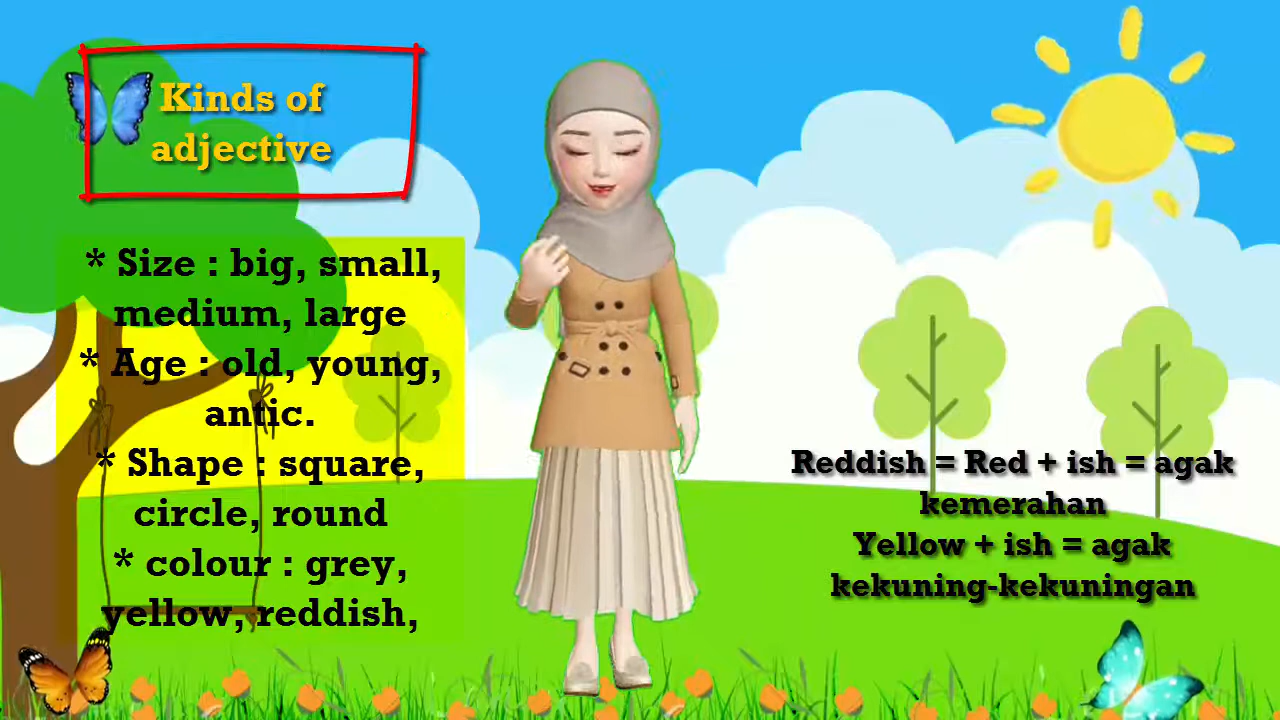 Kinds of
adjective
* Size : big, small,
medium, large
* Age : old, young,
antic.
* Shape : square,
circle, round
* colour : grey,
yellow, reddish,
Reddish = Red + ish = agak
kemerahan
Yellow + ish = agak
kekuning-kekuningan